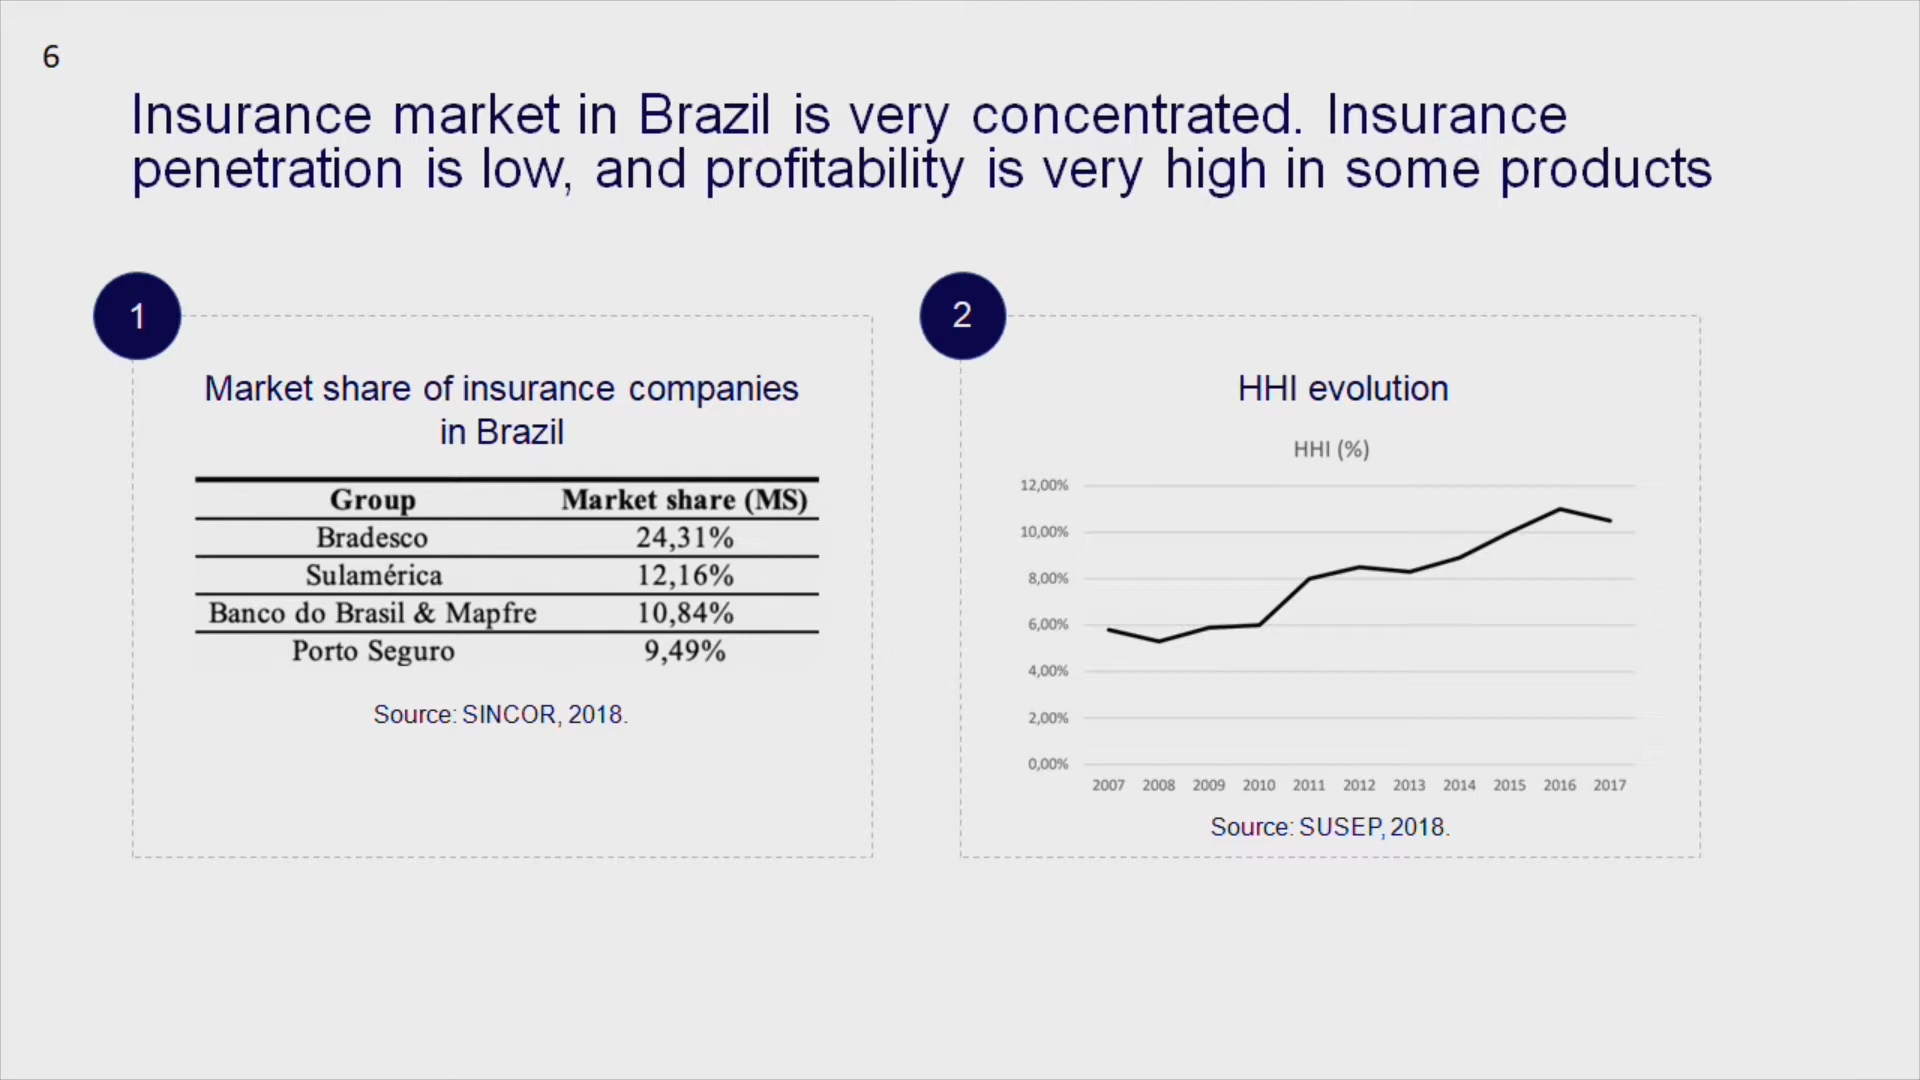 6
Insurance market in Brazil is very concentrated. Insurance
penetration is low, and profitability is very high in some products
1
Market share of insurance companies
in Brazil
Group Market share (MS)
Bradesco 24,31%
Sulamérica 12,16%
Banco do Brasil & Mapfre 10,84%
Porto Seguro 9,49%
Source: SINCOR, 2018.
2
HHI evolution
HHI (%)
12,00%
10,00%
8,00%
6,00%
4,00%
2,00%
0,00%
2007 2008 2009 2010 2011 2012 2013 2014 2015 2016 2017
Source: SUSEP, 2018.